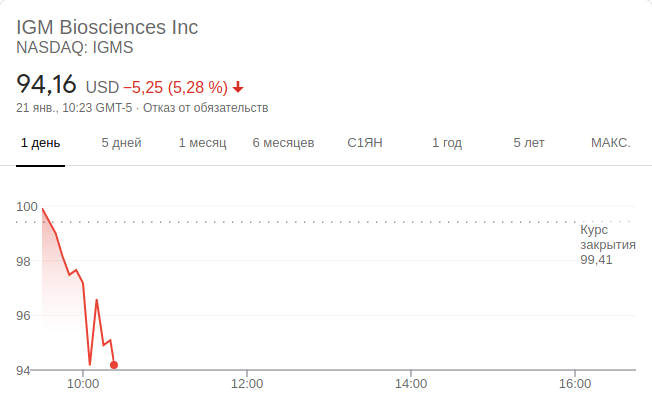 IGM Biosciences Inc
NASDAQ: IGMS
94,16 USD −5,25 (5,28 %)
21 янв., 10:23 GMT-5 · Отказ от обязательств
1 день 5 дней 1 месяц 6 месяцев С1ЯН 1 год 5 лет МАКС.
100
Курс
закрытия
99,41
98
96
94
10:00 12:00 14:00 16:00